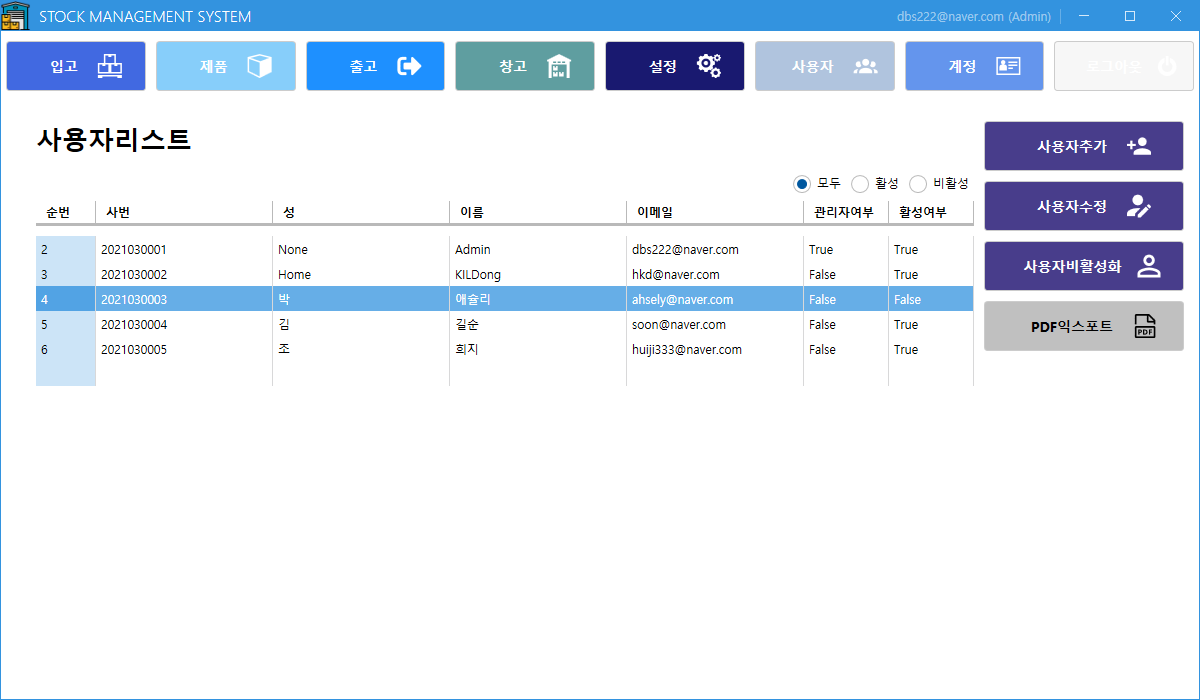 STOCK MANAGEMENT SYSTEM dbs222@naver.com (Admin)
입고 제품 출고 창고 설정 사용자 계정 로그아웃
사용자리스트
사용자추가
모두 활성 비활성
사용자수정
순번 사번 성 이름 이메일 관리자여부 활성여부
2 2021030001 None Admin dbs222@naver.com True True
사용자비활성화
3 2021030002 Home KILDong hkd@naver.com False True
4 2021030003 박 애슐리 ahsely@naver.com False False
PDF익스포트 PDF
5 2021030004 김 길순 soon@naver.com False True
6 2021030005 조 희지 huiji333@naver.com False True